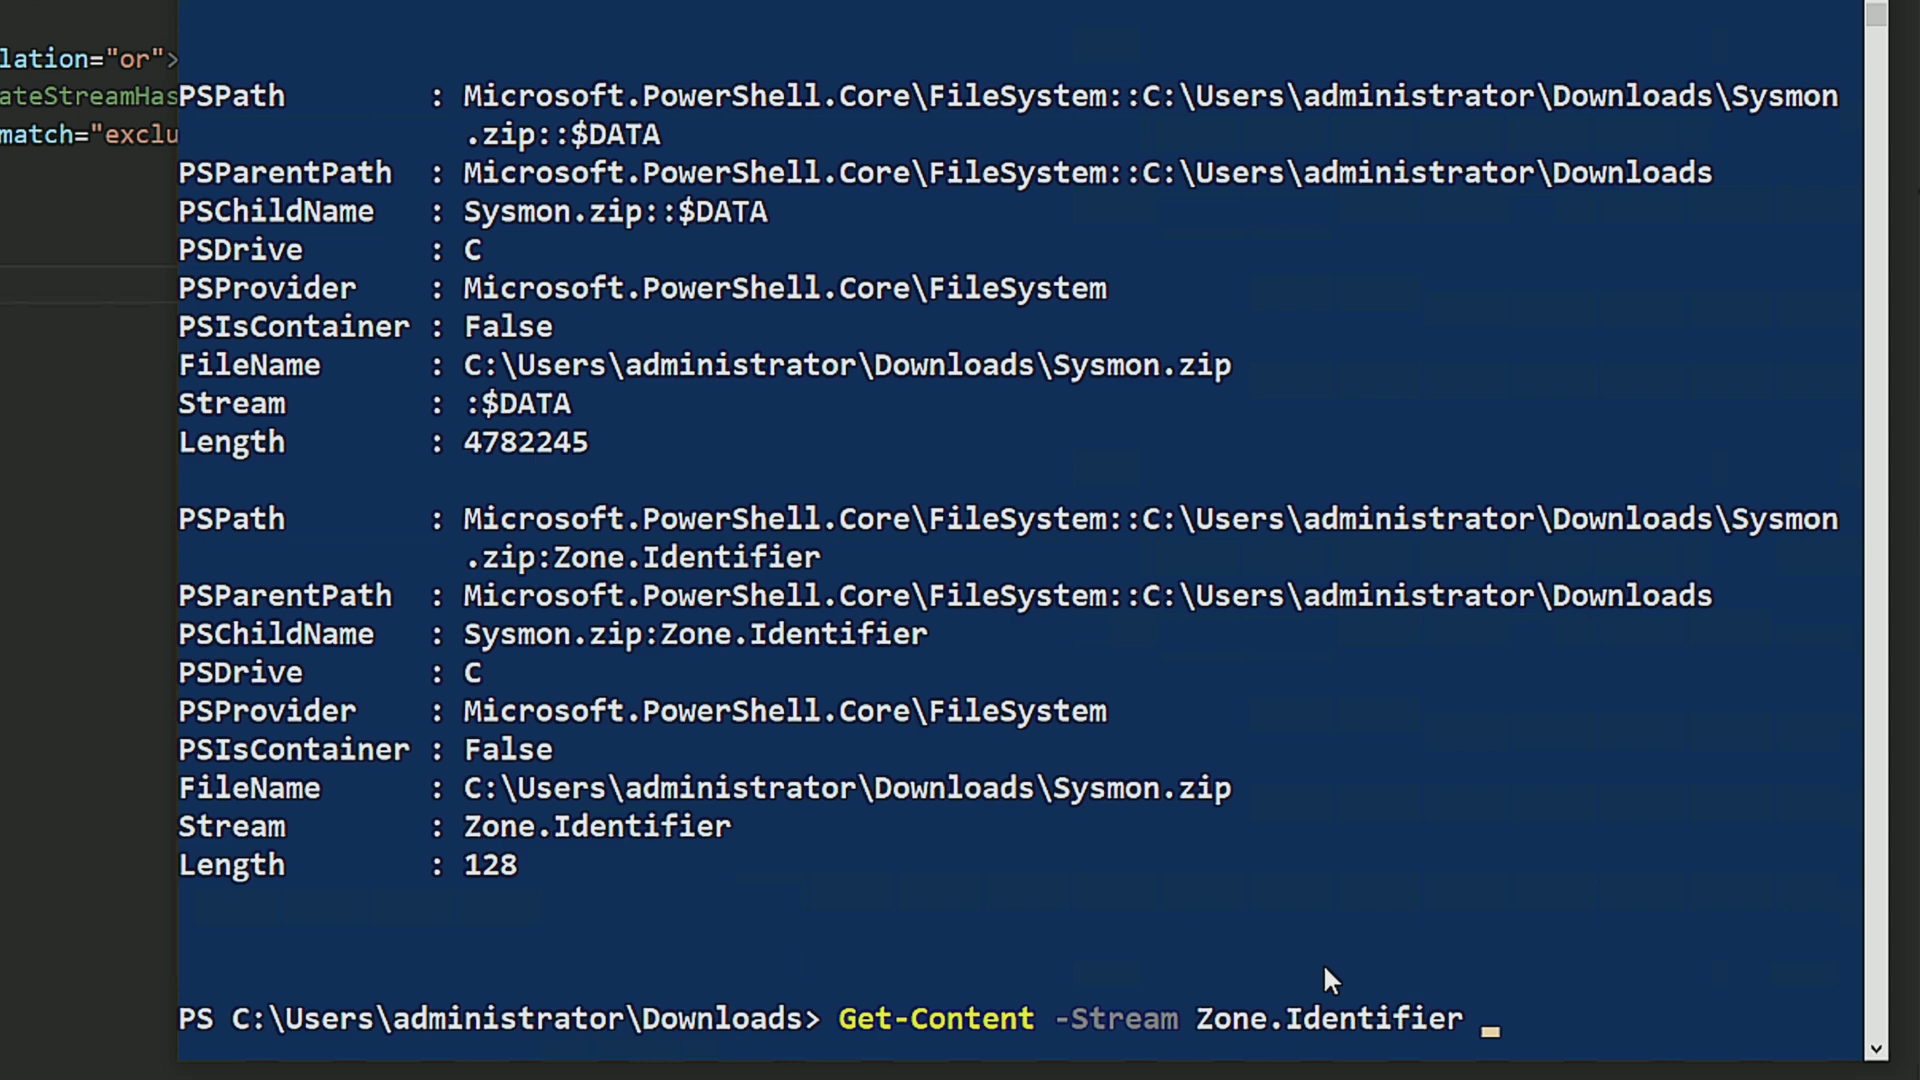 lation="or">
ateStreamHas
match="exclu
PSPath : Microsoft.PowerShell.Core\FileSystem::C:\Users\administrator\Downloads\Sysmon
.zip::$DATA
PSParentPath : Microsoft.PowerShell.Core\FileSystem::C:\Users\administrator\Downloads
PSChildName : Sysmon.zip::$DATA
PSDrive : C
PSProvider : Microsoft.PowerShell.Core\FileSystem
PSIsContainer : False
FileName : C:\Users\administrator\Downloads\Sysmon.zip
Stream : :$DATA
Length : 4782245
PSPath : Microsoft.PowerShell.Core\FileSystem::C:\Users\administrator\Downloads\Sysmon
.zip:Zone.Identifier
PSParentPath : Microsoft.PowerShell.Core\FileSystem::C:\Users\administrator\Downloads
PSChildName : Sysmon.zip:Zone.Identifier
PSDrive : C
PSProvider : Microsoft.PowerShell.Core\FileSystem
PSIsContainer : False
FileName : C:\Users\administrator\Downloads\Sysmon.zip
Stream : Zone.Identifier
Length : 128
PS C:\Users\administrator\Downloads> Get-Content -Stream Zone.Identifier